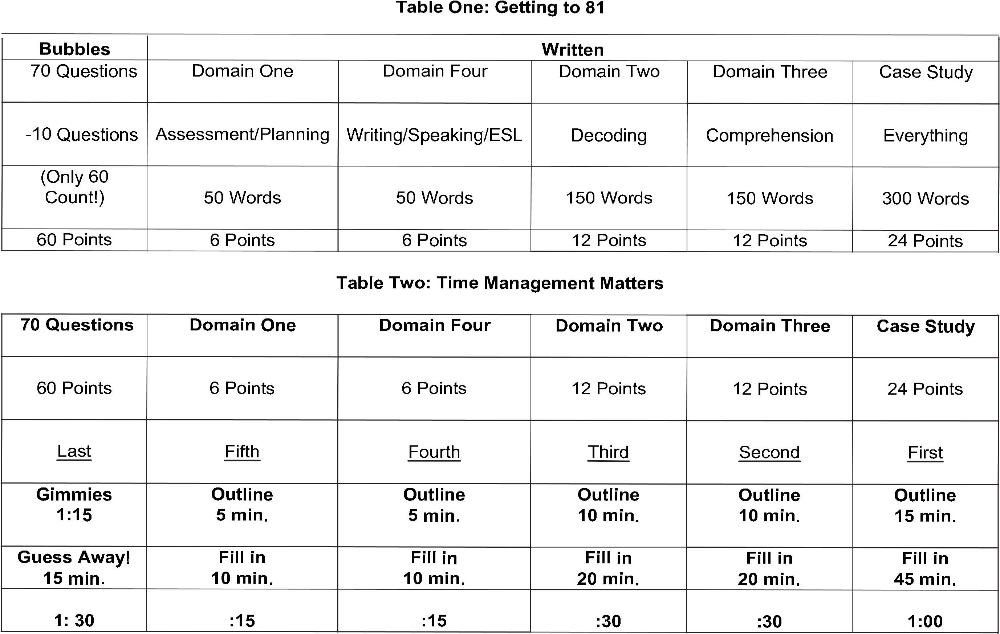 Table One: Getting to 81
Bubbles Written
70 Questions Domain One Domain Four Domain Two Domain Three Case Study
-10 Questions Assessment/Planning Writing/Speaking/ESL Decoding Comprehension Everything
(Only 60
Count!) 50 Words 50 Words 150 Words 150 Words 300 Words
60 Points 6 Points 6 Points 12 Points 12 Points 24 Points
Table Two: Time Management Matters
70 Questions Domain One Domain Four Domain Two Domain Three Case Study
60 Points 6 Points 6 Points 12 Points 12 Points 24 Points
Last Fifth Fourth Third Second First
Gimmies Outline Outline Outline Outline Outline
1:15 5 min. 5 min. 10 min. 10 min. 15 min.
Guess Away! Fill in Fill in Fill in Fill in Fill in
15 min. 10 min. 10 min. 20 min. 20 min. 45 min.
1: 30 :15 :15 :30 :30 1:00